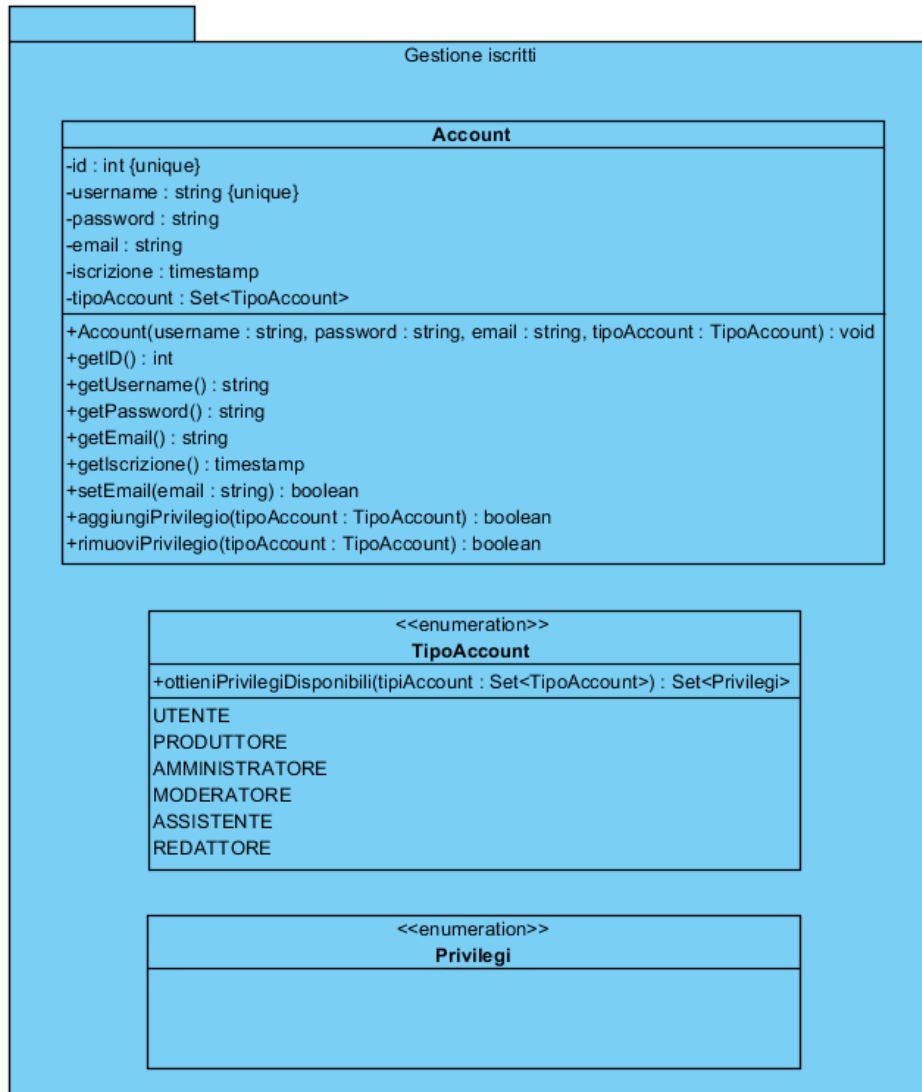 Gestione iscritti
Account
-id : int {unique}
-username : string {unique}
-password : string
-email : string
-iscrizione : timestamp
-tipoAccount : Set<TipoAccount>
+Account(username : string, password : string, email : string, tipoAccount : TipoAccount) : void
+getID() : int
+getUsername() : string
+getPassword() : string
+getEmail() : string
+getIscrizione() : timestamp
+setEmail(email : string) : boolean
+aggiungiPrivilegio(tipoAccount : TipoAccount) : boolean
+rimuoviPrivilegio(tipoAccount : TipoAccount) : boolean
<<enumeration>>
TipoAccount
+ottieniPrivilegiDisponibili(tipiAccount : Set<TipoAccount>) : Set<Privilegi>
UTENTE
PRODUTTORE
AMMINISTRATORE
MODERATORE
ASSISTENTE
REDATTORE
<<enumeration>>
Privilegi